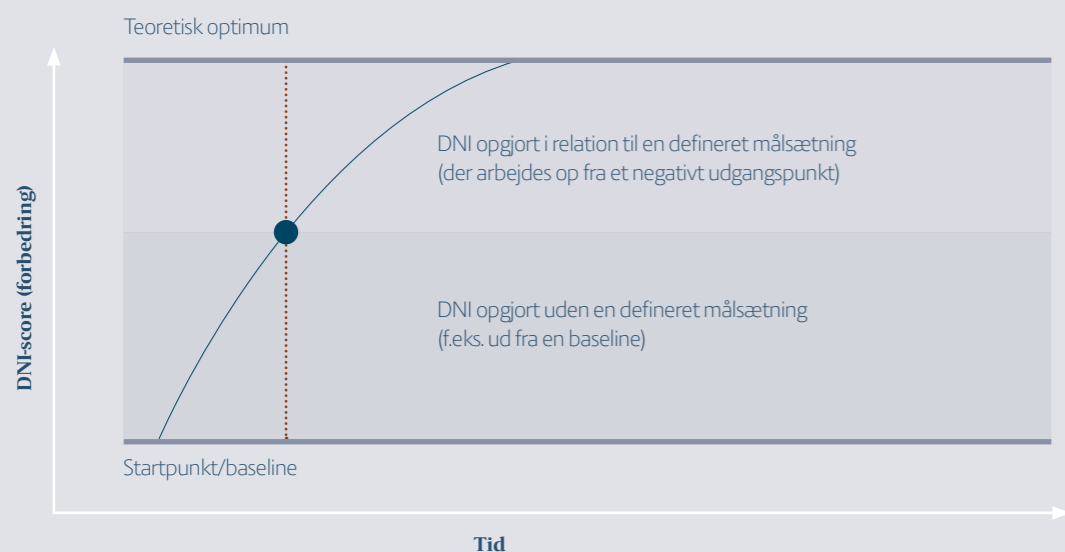 Teoretisk optimum
DNI opgjort i relation til en defineret målsætning
(der arbejdes op fra et negativt udgangspunkt)
DNI-score (forbedring)
DNI opgjort uden en defineret målsætning
(f.eks. ud fra en baseline)
Startpunkt/baseline
Tid